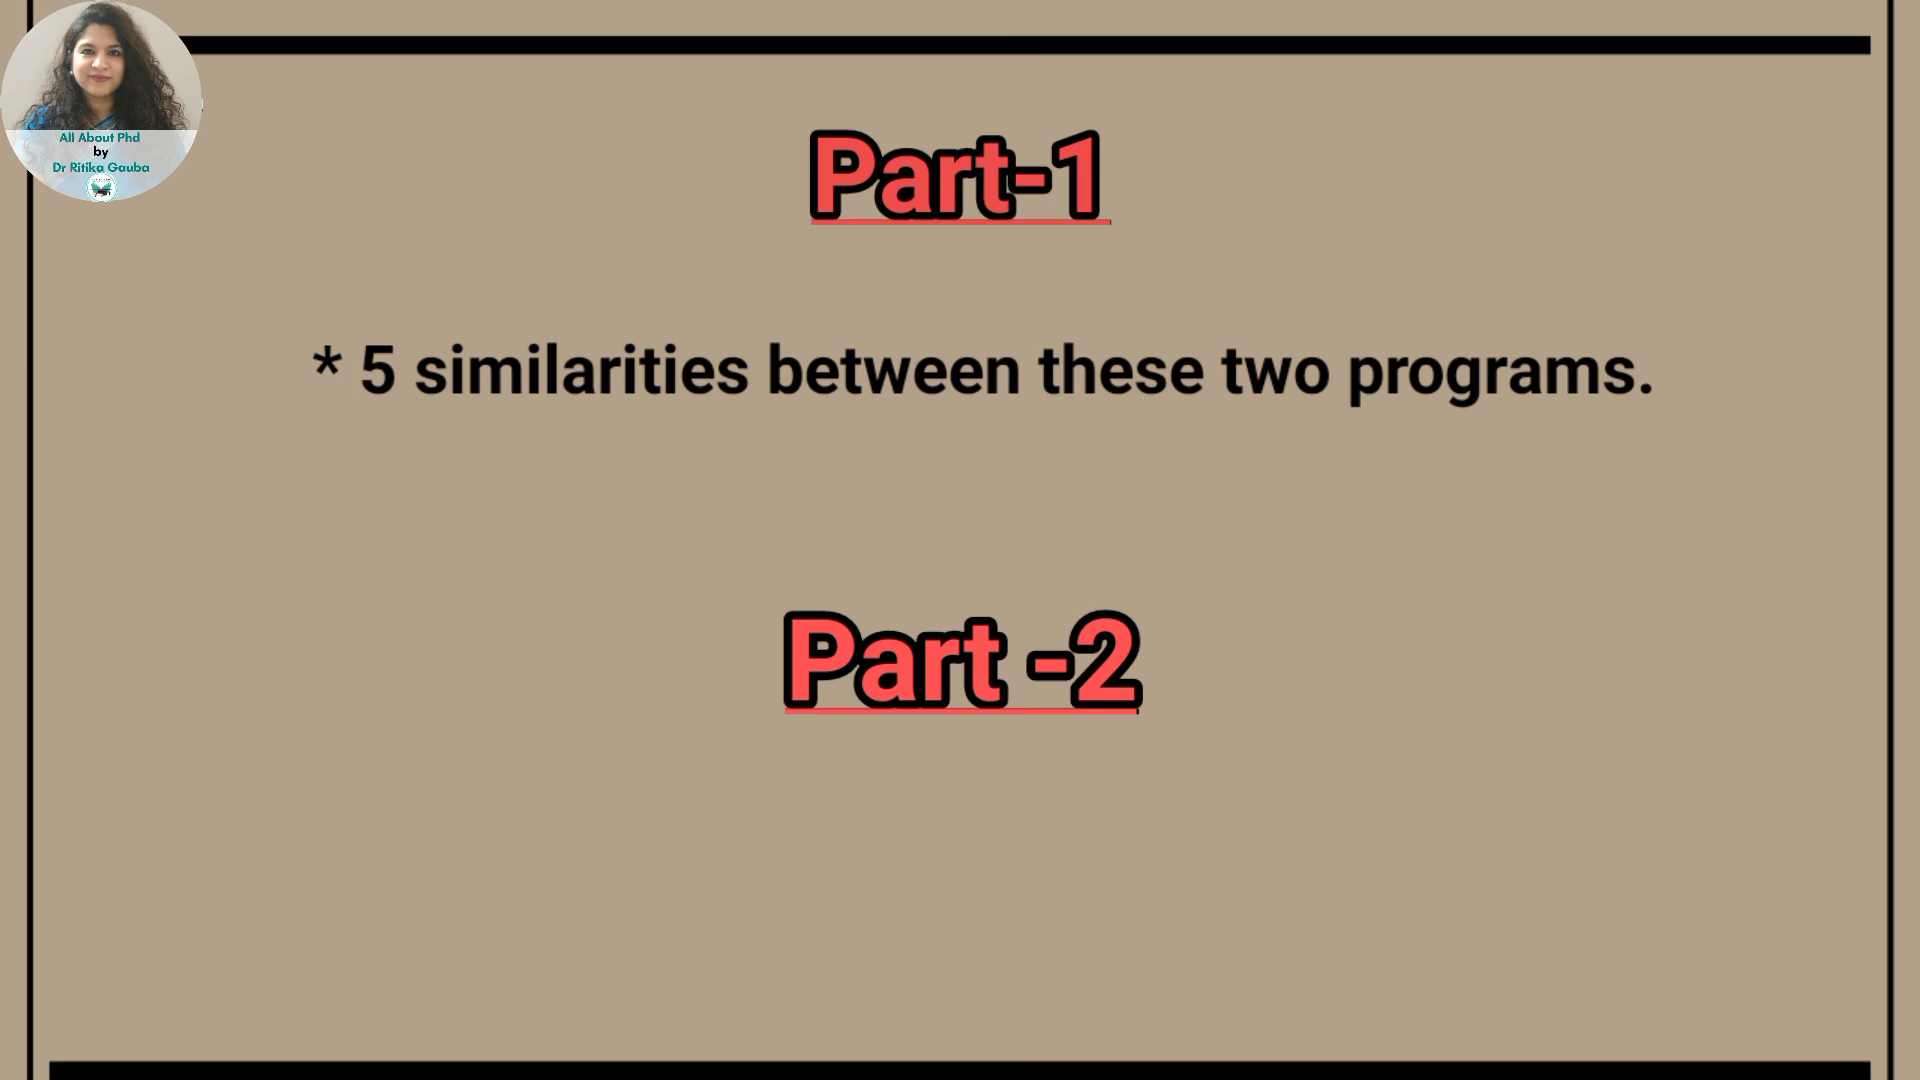 All About Phd
by
Dr Ritika Gauba
Part-1
* 5 similarities between these two programs.
Part -2